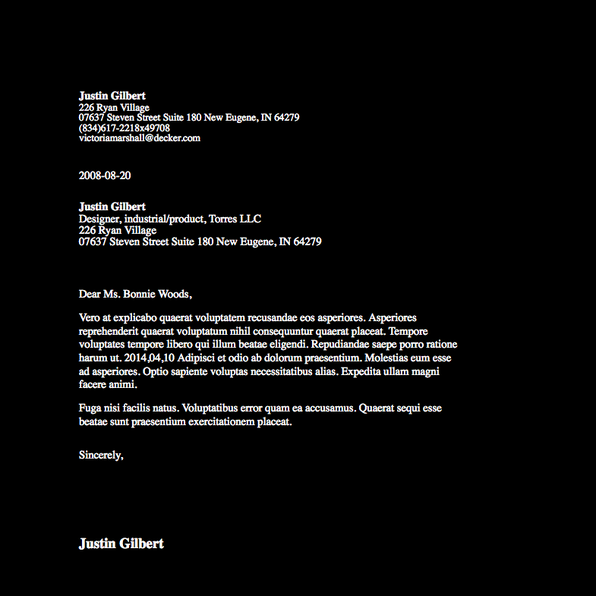 Justin Gilbert
226 Ryan Village
07637 Steven Street Suite 180 New Eugene, IN 64279
(834)617-2218x49708
victoriamarshall@decker.com
2008-08-20
Justin Gilbert
Designer, industrial/product, Torres LLC
226 Ryan Village
07637 Steven Street Suite 180 New Eugene, IN 64279
Dear Ms. Bonnie Woods,
Vero at explicabo quaerat voluptatem recusandae eos asperiores. Asperiores
reprehenderit quaerat voluptatum nihil consequuntur quaerat placeat. Tempore
voluptates tempore libero qui illum beatae eligendi. Repudiandae saepe porro ratione
harum ut. 2014,04,10 Adipisci et odio ab dolorum praesentium. Molestias eum esse
ad asperiores. Optio sapiente voluptas necessitatibus alias. Expedita ullam magni
facere animi.
Fuga nisi facilis natus. Voluptatibus error quam ea accusamus. Quaerat sequi esse
beatae sunt praesentium exercitationem placeat.
Sincerely,
Justin Gilbert